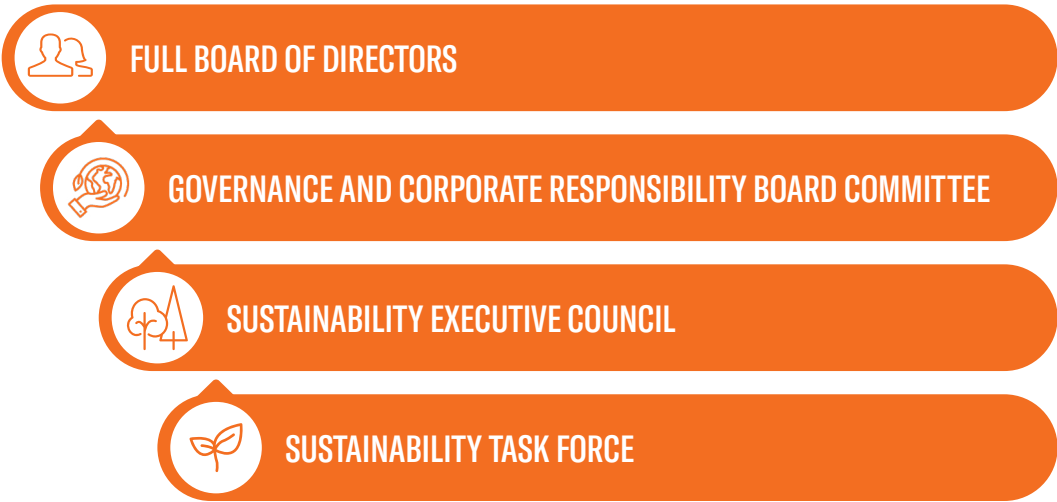 FULL BOARD OF DIRECTORS
GOVERNANCE AND CORPORATE RESPONSIBILITY BOARD COMMITTEE
SUSTAINABILITY EXECUTIVE COUNCIL
SUSTAINABILITY TASK FORCE